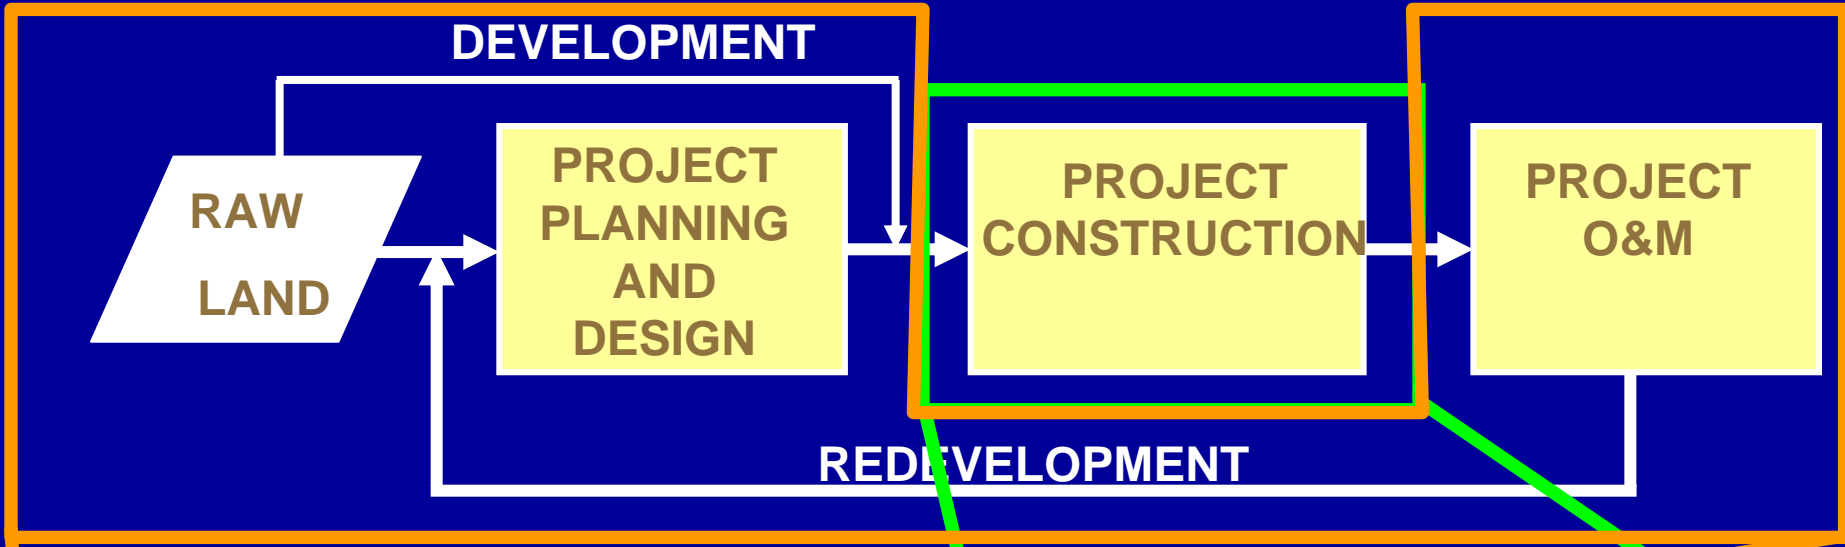 DEVELOPMENT
RAW
LAND
PROJECT
PLANNING
AND
DESIGN
PROJECT
CONSTRUCTION
PROJECT
O&M
REDEVELOPMENT